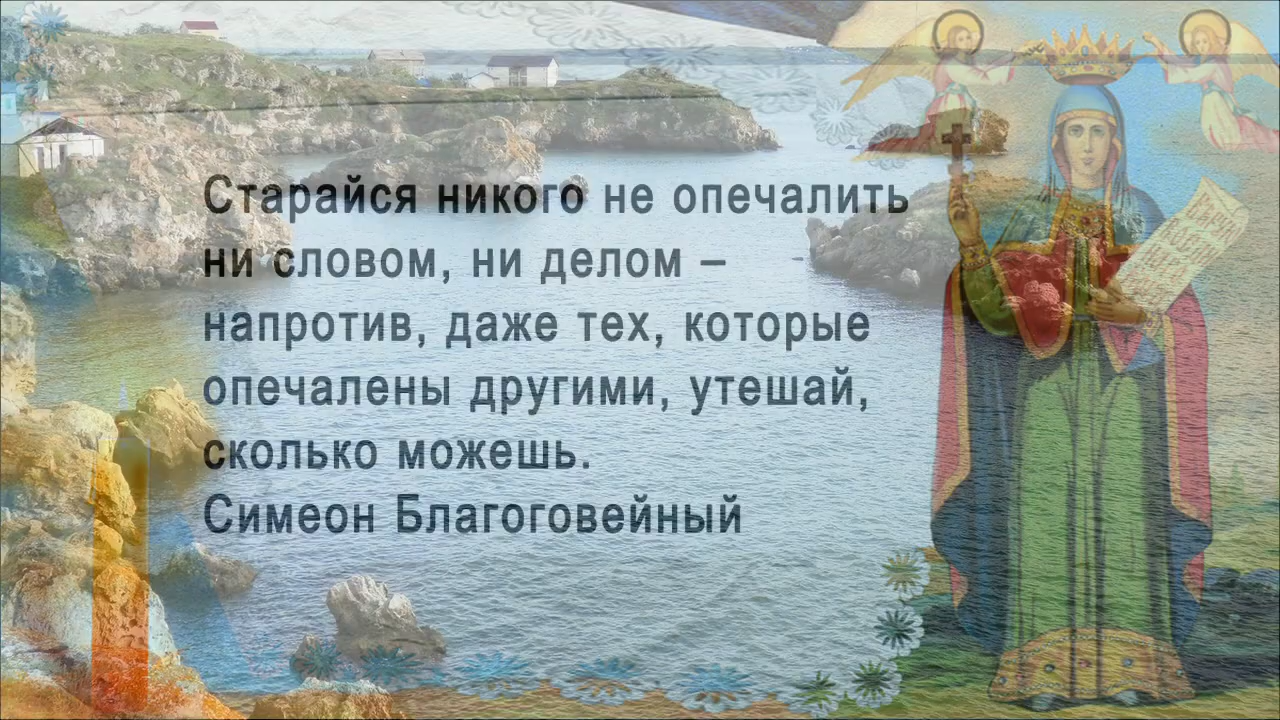 Старайся никого не опечалить
ни словом, ни делом –
напротив, даже тех, которые
опечалены другими, утешай,
сколько можешь.
Симеон Благоговейный